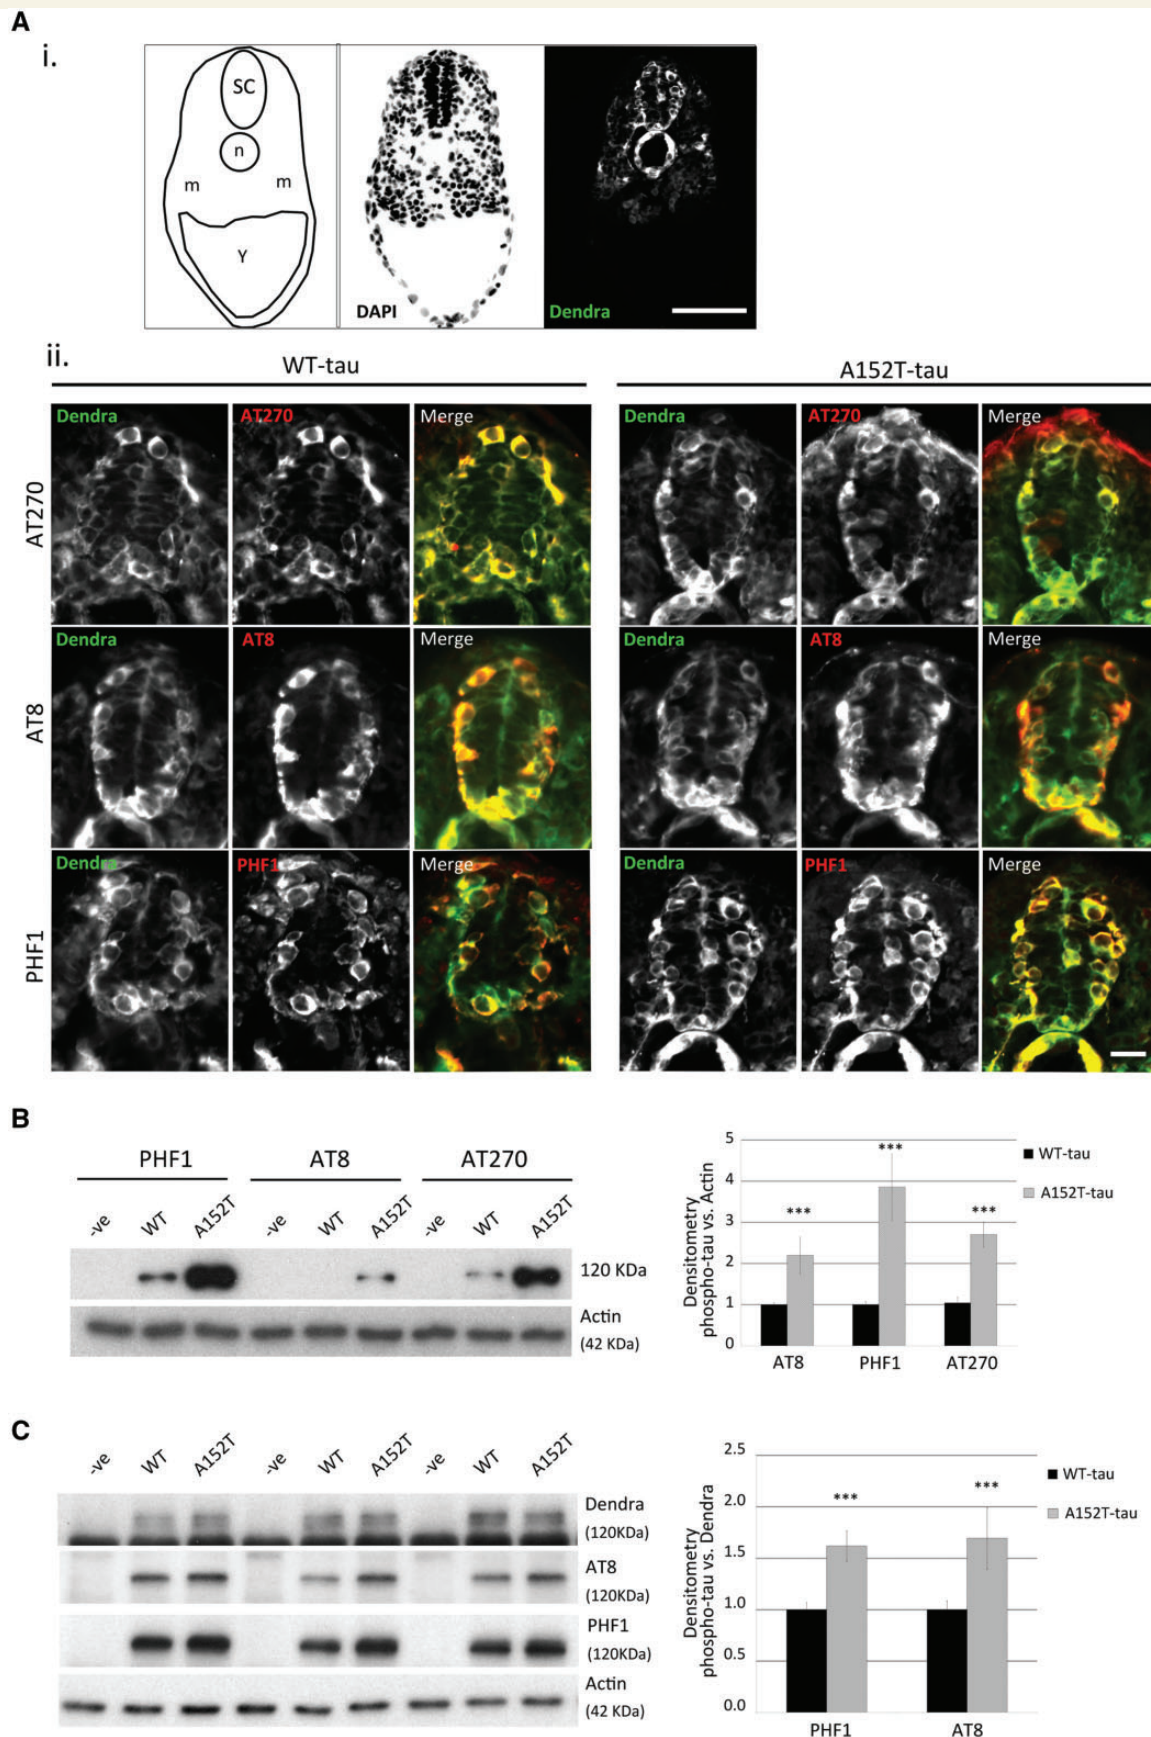 A
i.
SC
n
m m
Y
DAPI
Dendra
ii.
WT-tau
A152T-tau
AT270
Dendra AT270 Merge Dendra AT270 Merge
AT8
Dendra AT8 Merge Dendra AT8 Merge
PHF1
Dendra PHF1 Merge Dendra PHF1 Merge
B
PHF1 AT8 AT270
-ve WT A152T -ve WT A152T -ve WT A152T
120 KDa
Actin
(42 KDa)
Densitometry
phospho-tau vs. Actin
5
4
3
2
1
0
*** *** ***
AT8 PHF1 AT270
WT-tau
A152T-tau
C
-ve WT A152T -ve WT A152T -ve WT A152T
Dendra
(120KDa)
AT8
(120KDa)
PHF1
(120KDa)
Actin
(42 KDa)
Densitometry
phospho-tau vs. Dendra
2.5
2.0
1.5
1.0
0.5
0.0
*** ***
PHF1 AT8
WT-tau
A152T-tau